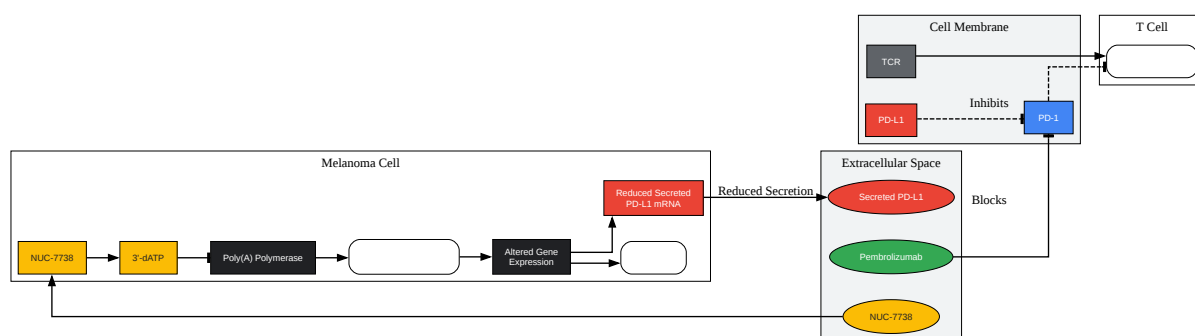 Cell Membrane
T Cell
TCR
Inhibits
PD-L1
PD-1
Melanoma Cell
Extracellular Space
Reduced Secreted
PD-L1 mRNA
Reduced Secretion
Secreted PD-L1
Blocks
NUC-7738
3'-dATP
Poly(A) Polymerase
Altered Gene
Expression
Pembrolizumab
NUC-7738